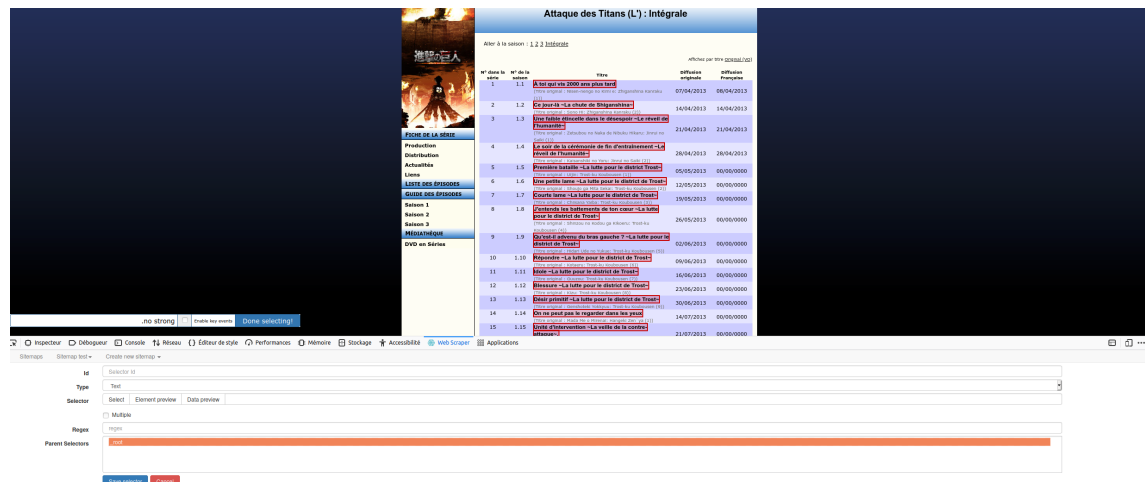 Attaque des Titans (L') : Intégrale
Aller à la saison : 1 2 3 Intégrale
Affichez par titre original (vo)
進撃の巨人
N° dans la série N° de la saison Titre Diffusion originale Diffusion Française
1 1.1 À toi qui vis 2000 ans plus tard 07/04/2013 08/04/2013
2 1.2 Ce jour-là ~La chute de Shiganshina~ 14/04/2013 14/04/2013
3 1.3 Une faible étincelle dans le désespoir ~Le réveil de
l'humanité~ 21/04/2013 21/04/2013
4 1.4 Le soir de la cérémonie de fin d'entraînement ~Le
réveil de l'humanité~ 28/04/2013 28/04/2013
5 1.5 Première bataille ~La lutte pour le district Trost~ 05/05/2013 00/00/0000
6 1.6 Une petite lame ~La lutte pour le district de Trost~ 12/05/2013 00/00/0000
7 1.7 Courte lame ~La lutte pour le district de Trost~ 19/05/2013 00/00/0000
8 1.8 J'entends les battements de ton cœur ~La lutte
pour le district de Trost~ 26/05/2013 00/00/0000
9 1.9 Qu'est-il advenu du bras gauche ? ~La lutte pour le
district de Trost~ 02/06/2013 00/00/0000
10 1.10 Répondre ~La lutte pour le district de Trost~ 09/06/2013 00/00/0000
11 1.11 Idole ~La lutte pour le district de Trost~ 16/06/2013 00/00/0000
12 1.12 Blessure ~La lutte pour le district de Trost~ 23/06/2013 00/00/0000
13 1.13 Désir primitif ~La lutte pour le district de Trost~ 30/06/2013 00/00/0000
14 1.14 On ne peut pas le regarder dans les yeux 14/07/2013 00/00/0000
15 1.15 Unité d'intervention ~La veille de la contre-
attaque~ 21/07/2013 00/00/0000
FICHE DE LA SÉRIE
Production
Distribution
Actualités
Liens
LISTE DES ÉPISODES
GUIDE DES ÉPISODES
Saison 1
Saison 2
Saison 3
MÉDIATHÈQUE
DVD en Séries
.no strong Enable key events Done selecting!
Inspecteur Débogueur Console Réseau Éditeur de style Performances Mémoire Stockage Accessibilité Web Scraper Applications
Sitemaps Sitemap test Create new sitemap
Id Selector id
Type Text
Selector Select Element preview Data preview
Multiple
Regex regex
Parent Selectors _root
Save selector Cancel